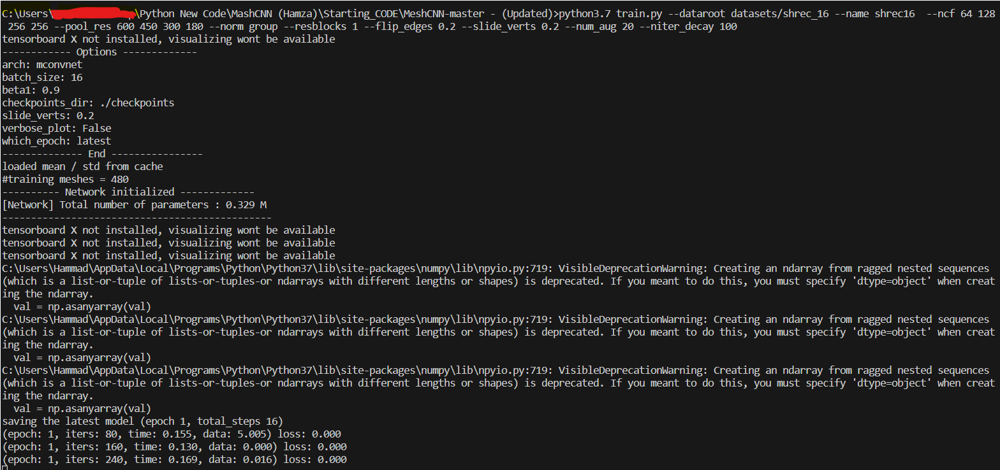 C:\Users\ \Python New Code\MashCNN (Hamza)\Starting_CODE\MeshCNN-master - (Updated)>python3.7 train.py --dataroot datasets/shrec_16 --name shrec16  --ncf 64 128
 256 256 --pool_res 600 450 300 180 --norm group --resblocks 1 --flip_edges 0.2 --slide_verts 0.2 --num_aug 20 --niter_decay 100
tensorboard X not installed, visualizing wont be available
------------ Options -------------
arch: mconvnet
batch_size: 16
beta1: 0.9
checkpoints_dir: ./checkpoints
slide_verts: 0.2
verbose_plot: False
which_epoch: latest
-------------- End ----------------
loaded mean / std from cache
#training meshes = 480
---------- Network initialized -------------
[Network] Total number of parameters : 0.329 M
-----------------------------------------------
tensorboard X not installed, visualizing wont be available
tensorboard X not installed, visualizing wont be available
tensorboard X not installed, visualizing wont be available
C:\Users\Hammad\AppData\Local\Programs\Python\Python37\lib\site-packages\numpy\lib\npyio.py:719: VisibleDeprecationWarning: Creating an ndarray from ragged nested sequences
(which is a list-or-tuple of lists-or-tuples-or ndarrays with different lengths or shapes) is deprecated. If you meant to do this, you must specify 'dtype=object' when creat
ing the ndarray.
  val = np.asanyarray(val)
C:\Users\Hammad\AppData\Local\Programs\Python\Python37\lib\site-packages\numpy\lib\npyio.py:719: VisibleDeprecationWarning: Creating an ndarray from ragged nested sequences
(which is a list-or-tuple of lists-or-tuples-or ndarrays with different lengths or shapes) is deprecated. If you meant to do this, you must specify 'dtype=object' when creat
ing the ndarray.
  val = np.asanyarray(val)
C:\Users\Hammad\AppData\Local\Programs\Python\Python37\lib\site-packages\numpy\lib\npyio.py:719: VisibleDeprecationWarning: Creating an ndarray from ragged nested sequences
(which is a list-or-tuple of lists-or-tuples-or ndarrays with different lengths or shapes) is deprecated. If you meant to do this, you must specify 'dtype=object' when creat
ing the ndarray.
  val = np.asanyarray(val)
saving the latest model (epoch 1, total_steps 16)
(epoch: 1, iters: 80, time: 0.155, data: 5.005) loss: 0.000
(epoch: 1, iters: 160, time: 0.130, data: 0.000) loss: 0.000
(epoch: 1, iters: 240, time: 0.169, data: 0.016) loss: 0.000